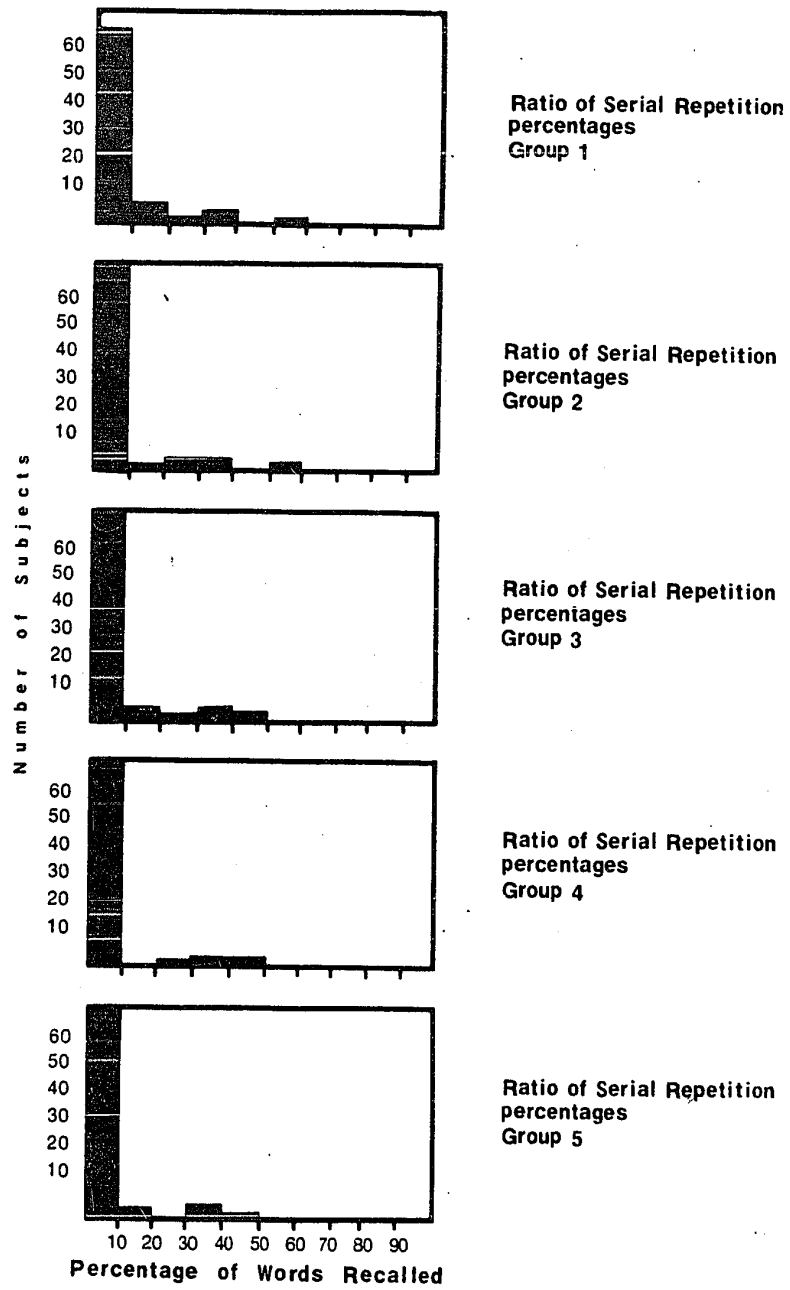 60
50
40
30
20
10
Ratio of Serial Repetition
percentages
Group 1
60
50
40
30
20
10
Ratio of Serial Repetition
percentages
Group 2
Number of Subjects
60
50
40
30
20
10
Ratio of Serial Repetition
percentages
Group 3
60
50
40
30
20
10
Ratio of Serial Repetition
percentages
Group 4
60
50
40
30
20
10
Ratio of Serial Repetition
percentages
Group 5
10 20 30 40 50 60 70 80 90
Percentage of Words Recalled